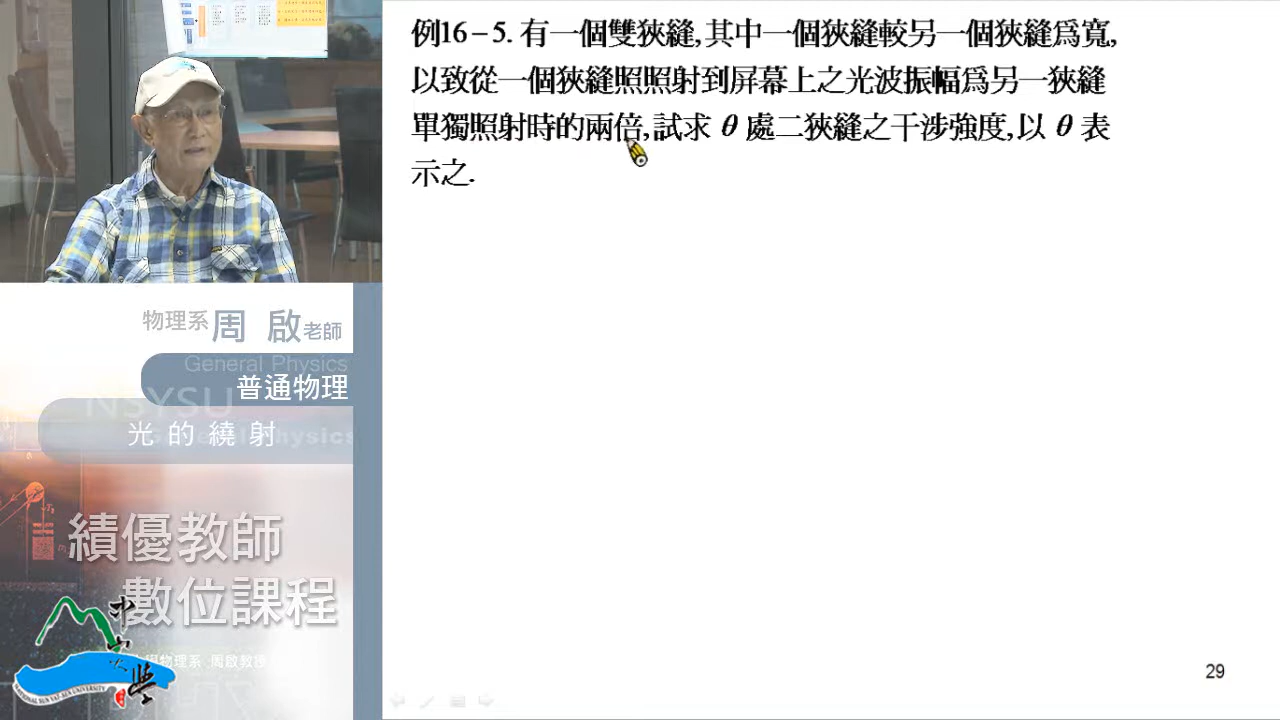 例16－5. 有一個雙狹縫,其中一個狹縫較另一個狹縫為寬,
以致從一個狹縫照照射到屏幕上之光波振幅為另一狹縫
單獨照射時的兩倍,試求 θ 處二狹縫之干涉強度,以 θ 表
示之.
物理系周 啟老師
General Physics
普通物理
NSYSU
光的繞射
績優教師
數位課程
29